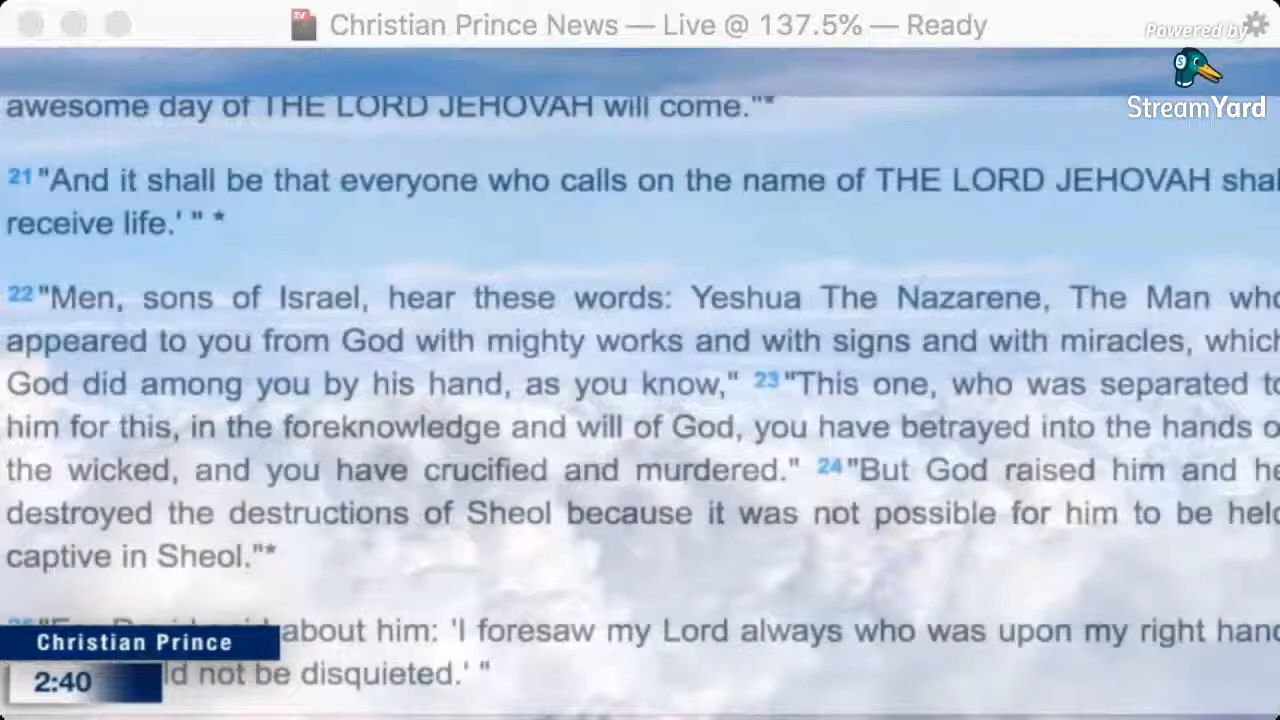 Christian Prince News — Live @ 137.5% — Ready
Powered by
StreamYard
awesome day of THE LORD JEHOVAH will come."*
21 "And it shall be that everyone who calls on the name of THE LORD JEHOVAH shal
receive life.' " *
22 "Men, sons of Israel, hear these words: Yeshua The Nazarene, The Man who
appeared to you from God with mighty works and with signs and with miracles, which
God did among you by his hand, as you know," 23 "This one, who was separated to
him for this, in the foreknowledge and will of God, you have betrayed into the hands o
the wicked, and you have crucified and murdered." 24 "But God raised him and he
destroyed the destructions of Sheol because it was not possible for him to be held
captive in Sheol."*
about him: 'I foresaw my Lord always who was upon my right hand
Christian Prince
ld not be disquieted.' "
2:40